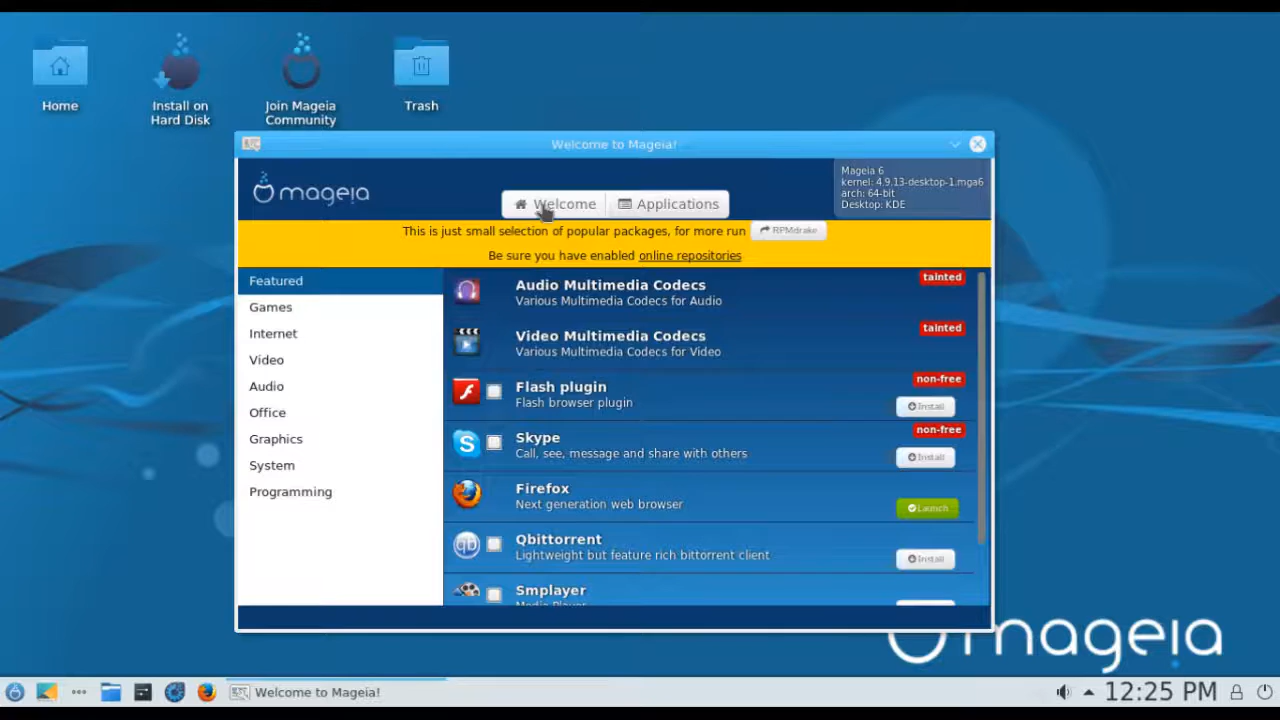 Home
Install on
Hard Disk
Join Mageia
Community
Trash
Welcome to Mageia!
mageia
Welcome
Applications
Mageia 6
kernel: 4.9.13-desktop-1.mga6
arch: 64-bit
Desktop: KDE
This is just small selection of popular packages, for more run RPMdrake
Be sure you have enabled online repositories
Featured
Games
Internet
Video
Audio
Office
Graphics
System
Programming
Audio Multimedia Codecs
tainted
Various Multimedia Codecs for Audio
Video Multimedia Codecs
tainted
Various Multimedia Codecs for Video
Flash plugin
non-free
Flash browser plugin
Install
Skype
non-free
Call, see, message and share with others
Install
Firefox
Next generation web browser
Launch
qb
Qbittorrent
Lightweight but feature rich bittorrent client
Install
Smplayer
Media Player
mageia
Welcome to Mageia!
12:25 PM